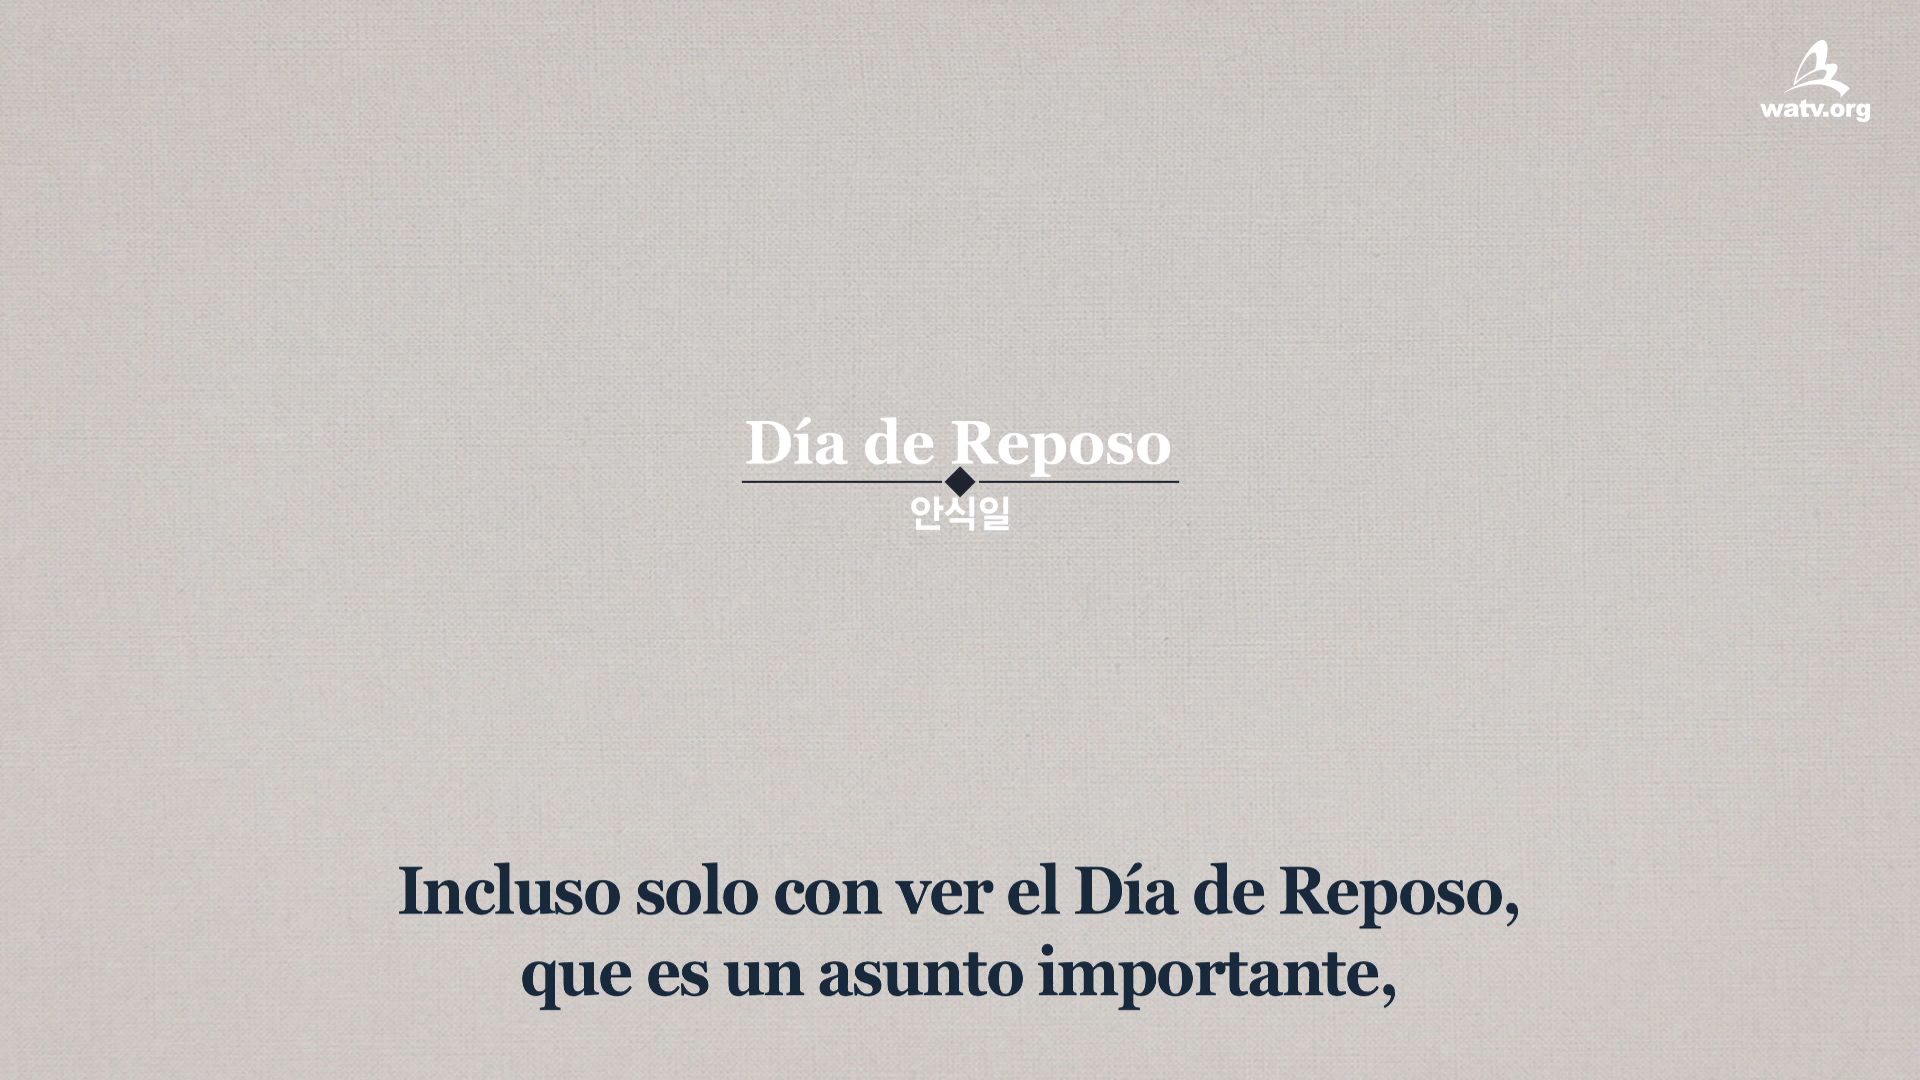 watv.org
Día de Reposo
안식일
Incluso solo con ver el Día de Reposo,
que es un asunto importante,